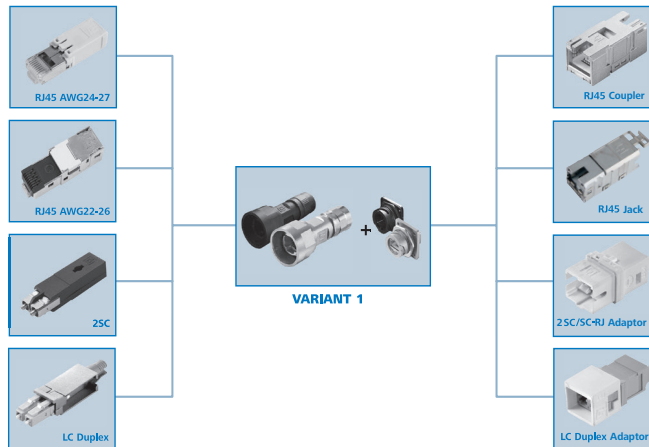 RJ45 AWG24-27
RJ45 AWG22-26
2SC
LC Duplex
+
VARIANT 1
RJ45 Coupler
RJ45 Jack
2SC/SC-RJ Adaptor
LC Duplex Adaptor